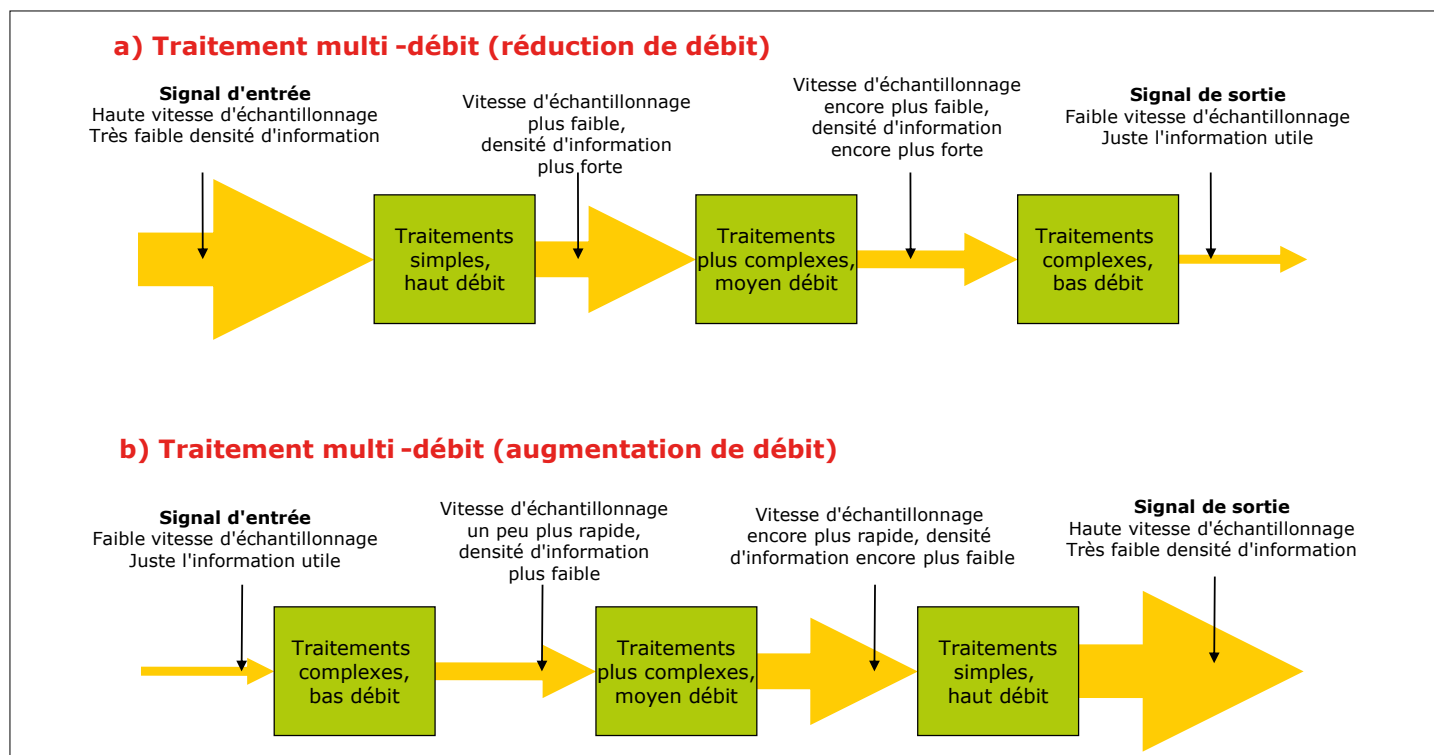 a) Traitement multi -débit (réduction de débit)
Signal d'entrée
Haute vitesse d'échantillonnage
Très faible densité d'information
Vitesse d'échantillonnage
plus faible,
densité d'information
plus forte
Vitesse d'échantillonnage
encore plus faible,
densité d'information
encore plus forte
Signal de sortie
Faible vitesse d'échantillonnage
Juste l'information utile
Traitements
simples,
haut débit
Traitements
plus complexes,
moyen débit
Traitements
complexes,
bas débit
b) Traitement multi -débit (augmentation de débit)
Signal d'entrée
Faible vitesse d'échantillonnage
Juste l'information utile
Vitesse d'échantillonnage
un peu plus rapide,
densité d'information
plus faible
Vitesse d'échantillonnage
encore plus rapide, densité
d'information encore plus faible
Signal de sortie
Haute vitesse d'échantillonnage
Très faible densité d'information
Traitements
complexes,
bas débit
Traitements
plus complexes,
moyen débit
Traitements
simples,
haut débit